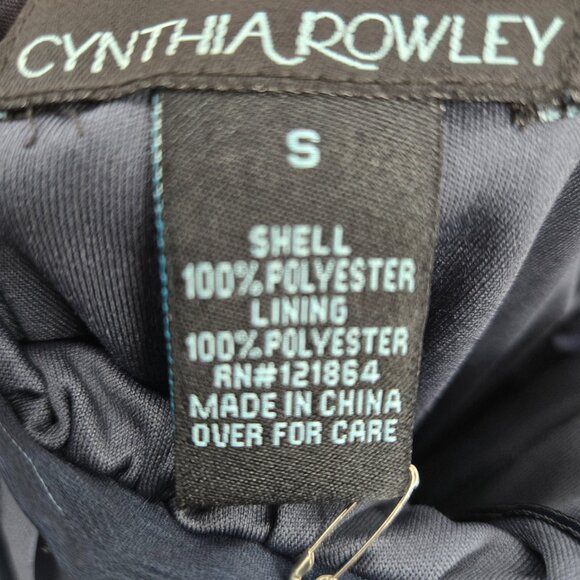 CYNTHIA ROWLEY
S
SHELL
100% POLYESTER
LINING
100% POLYESTER
RN#121864
MADE IN CHINA
OVER FOR CARE